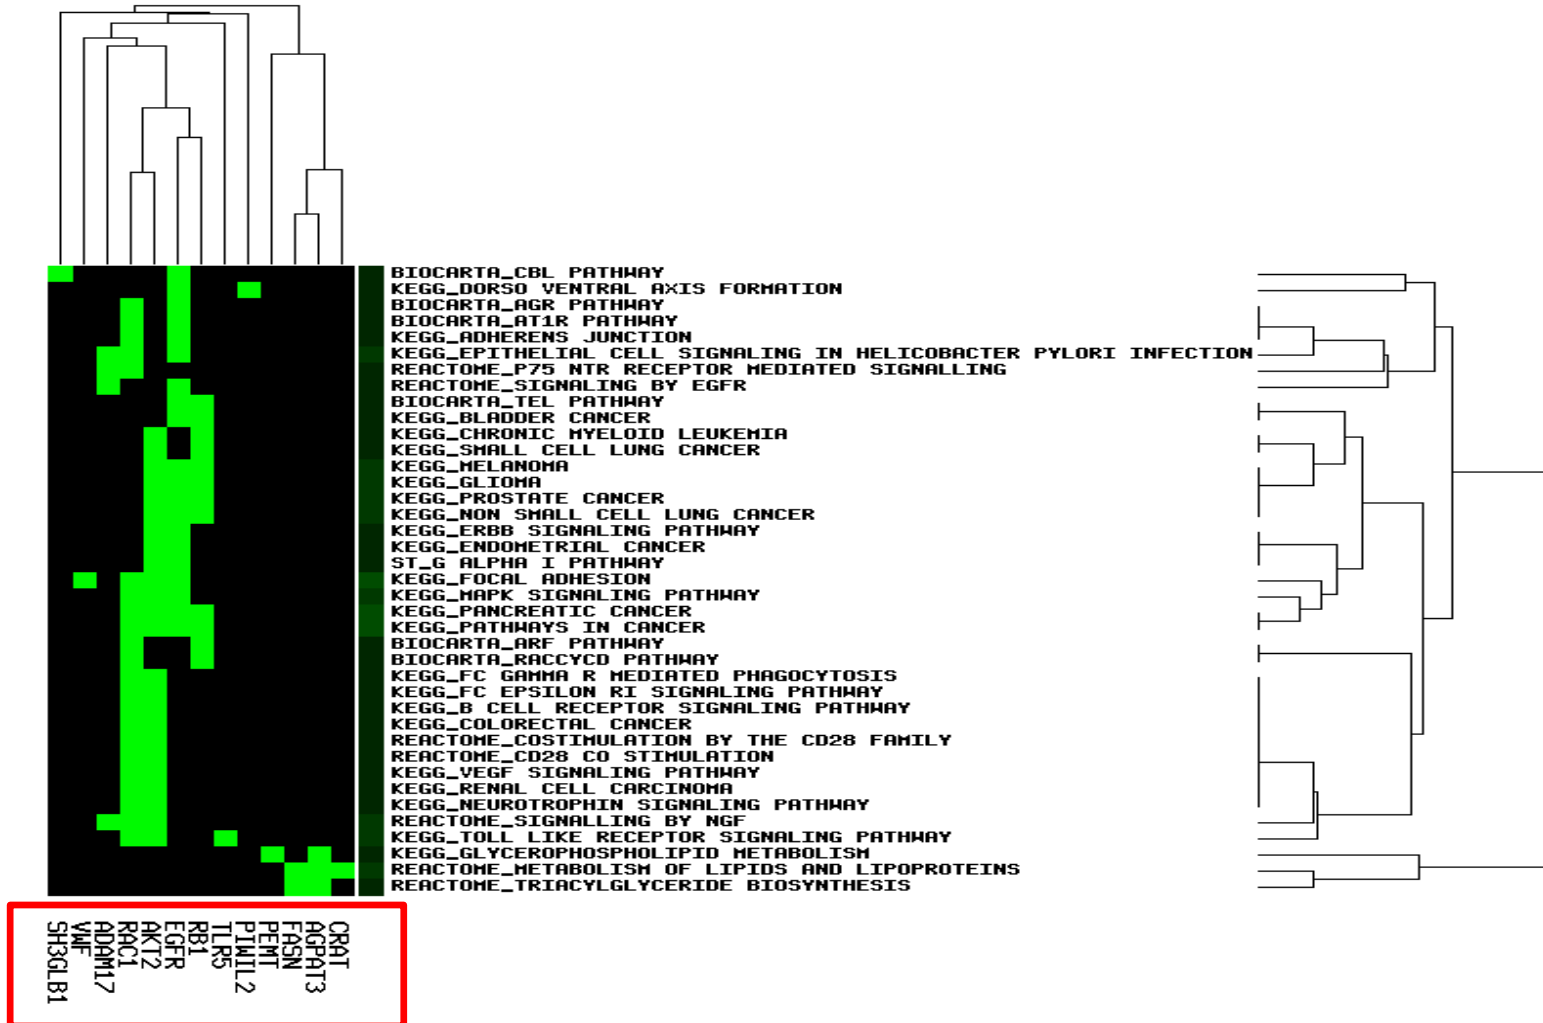 BIOCARTA_CBL PATHWAY
KEGG_DORSO VENTRAL AXIS FORMATION
BIOCARTA_AGR PATHWAY
BIOCARTA_AT1R PATHWAY
KEGG_ADHERENS JUNCTION
KEGG_EPITHELIAL CELL SIGNALING IN HELICOBACTER PYLORI INFECTION
REACTOME_P75 NTR RECEPTOR MEDIATED SIGNALLING
REACTOME_SIGNALING BY EGFR
BIOCARTA_TEL PATHWAY
KEGG_BLADDER CANCER
KEGG_CHRONIC MYELOID LEUKEMIA
KEGG_SMALL CELL LUNG CANCER
KEGG_MELANOMA
KEGG_GLIOMA
KEGG_PROSTATE CANCER
KEGG_NON SMALL CELL LUNG CANCER
KEGG_ERBB SIGNALING PATHWAY
KEGG_ENDOMETRIAL CANCER
ST_G ALPHA I PATHWAY
KEGG_FOCAL ADHESION
KEGG_MAPK SIGNALING PATHWAY
KEGG_PANCREATIC CANCER
KEGG_PATHWAYS IN CANCER
BIOCARTA_ARF PATHWAY
BIOCARTA_RACCYCD PATHWAY
KEGG_FC GAMMA R MEDIATED PHAGOCYTOSIS
KEGG_FC EPSILON RI SIGNALING PATHWAY
KEGG_B CELL RECEPTOR SIGNALING PATHWAY
KEGG_COLORECTAL CANCER
REACTOME_COSTIMULATION BY THE CD28 FAMILY
REACTOME_CD28 CO STIMULATION
KEGG_VEGF SIGNALING PATHWAY
KEGG_RENAL CELL CARCINOMA
KEGG_NEUROTROPHIN SIGNALING PATHWAY
REACTOME_SIGNALLING BY NGF
KEGG_TOLL LIKE RECEPTOR SIGNALING PATHWAY
KEGG_GLYCEROPHOSPHOLIPID METABOLISM
REACTOME_METABOLISM OF LIPIDS AND LIPOPROTEINS
REACTOME_TRIACYLGLYCERIDE BIOSYNTHESIS
SH3GLB1
VWF
ADAM17
RAC1
AKT2
EGFR
RB1
TLR5
PIWIL2
PEMT
FASN
AGPAT3
CRAT